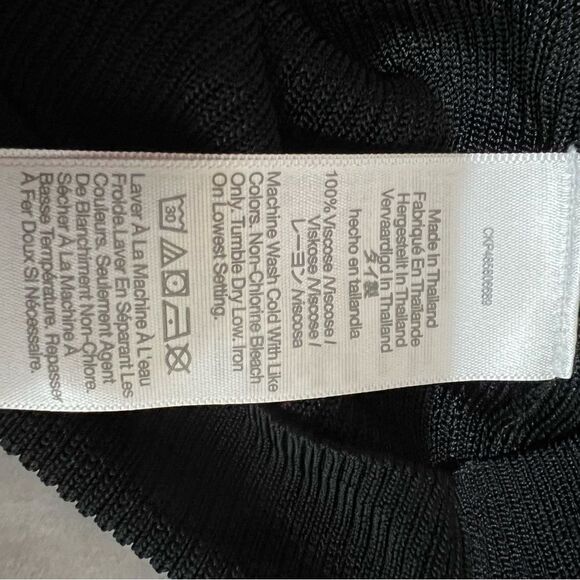 CKP485806689
Made In Thailand
Fabriqué En Thaïlande
Hergestellt In Thailand
Vervaardigd In Thailand
タイ製
hecho en tailandia
100% Viscose /Viscose /
Viskose /Viscose /
レーヨン /viscosa
Machine Wash Cold With Like
Colors. Non-Chlorine Bleach
Only. Tumble Dry Low. Iron
On Lowest Setting.
30
Laver À La Machine À L'eau
Froide.Laver En Séparant Les
Couleurs. Seulement Agent
De Blanchiment Non-Chlore.
Sécher À La Machine À
Basse Température. Repasser
À Fer Doux Si Nécessaire.